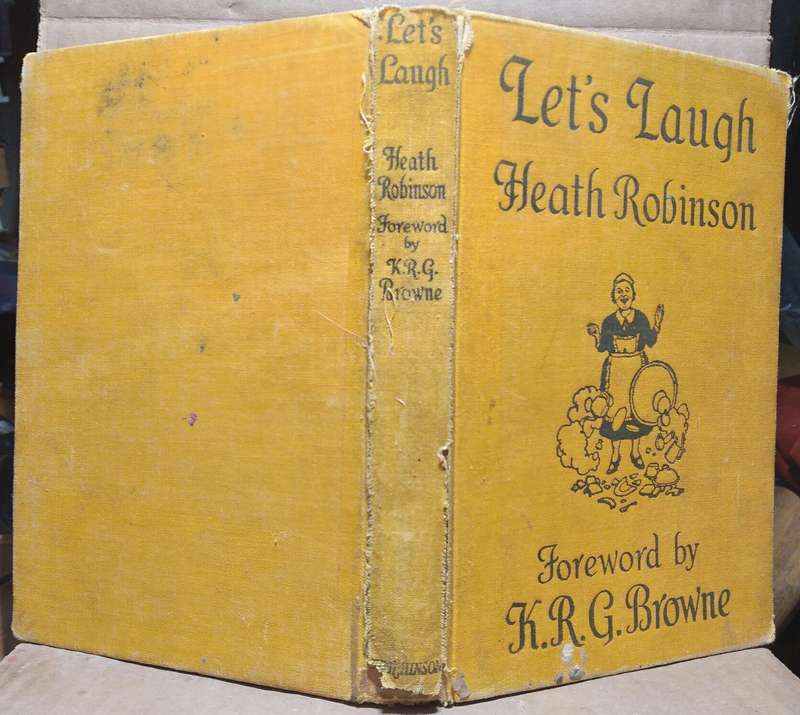 Let's
Laugh
Heath
Robinson
Foreword
by
K.R.G.
Browne
Let's Laugh
Heath Robinson
Foreword by
K.R.G. Browne